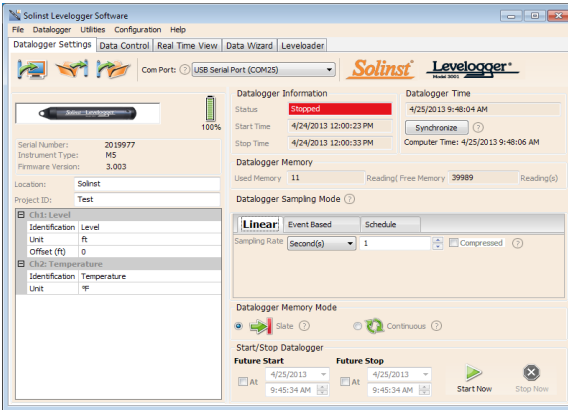 Solinst Levelogger Software
File Datalogger Utilities Configuration Help
Datalogger Settings Data Control Real Time View Data Wizard Leveloader
Com Port: ? USB Serial Port (COM25)
Solinst Levelogger
Model 3001
Solinst Levelogger
100%
Serial Number: 2019977
Instrument Type: M5
Firmware Version: 3.003
Location: Solinst
Project ID: Test
Ch1: Level
Identification Level
Unit ft
Offset (ft) 0
Ch2: Temperature
Identification Temperature
Unit °F
Datalogger Information
Status Stopped
Start Time 4/24/2013 12:00:23 PM
Stop Time 4/24/2013 12:00:33 PM
Datalogger Time
4/25/2013 9:48:04 AM
Synchronize ?
Computer Time: 4/25/2013 9:48:06 AM
Datalogger Memory
Used Memory 11 Reading( Free Memory 39989 Reading(s)
Datalogger Sampling Mode ?
Linear Event Based Schedule
Sampling Rate Second(s) 1 Compressed ?
Datalogger Memory Mode
Slate ? Continuous ?
Start/Stop Datalogger
Future Start Future Stop
At 4/25/2013 At 4/25/2013
9:45:34 AM 9:45:34 AM
Start Now Stop Now